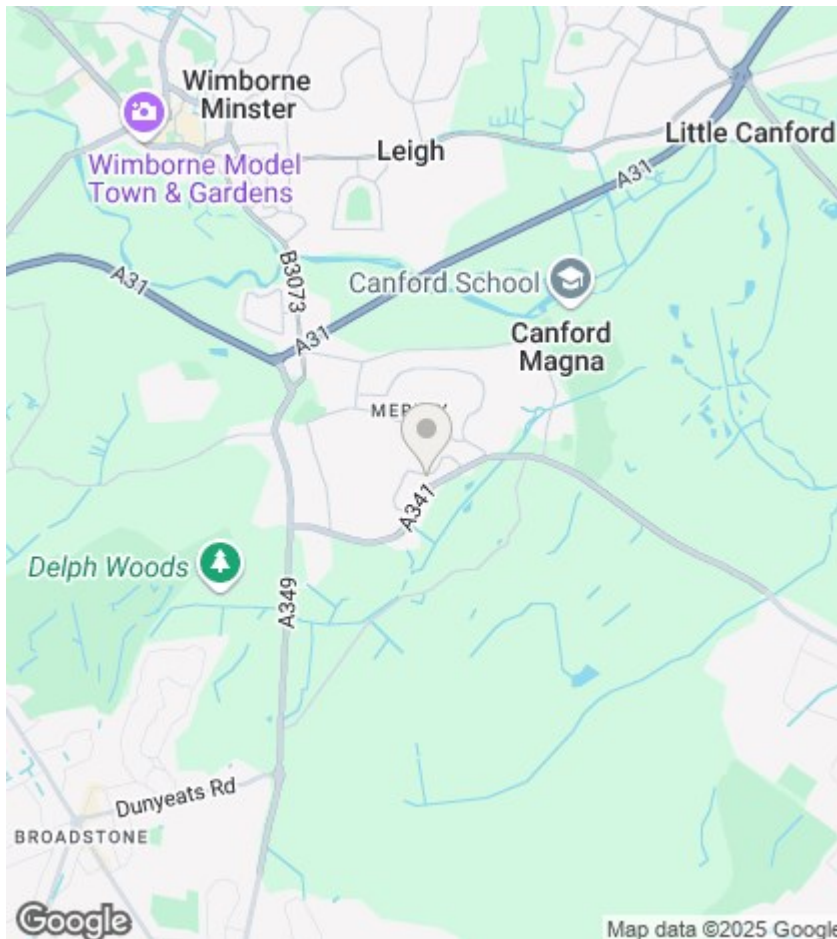 Wimborne
Minster
Leigh
Little Canford
Wimborne Model
Town & Gardens
A31
B3073
Canford School
A31
A31
Canford
Magna
A341
Delph Woods
A349
Dunyeats Rd
BROADSTONE
Google
Map data ©2025 Google